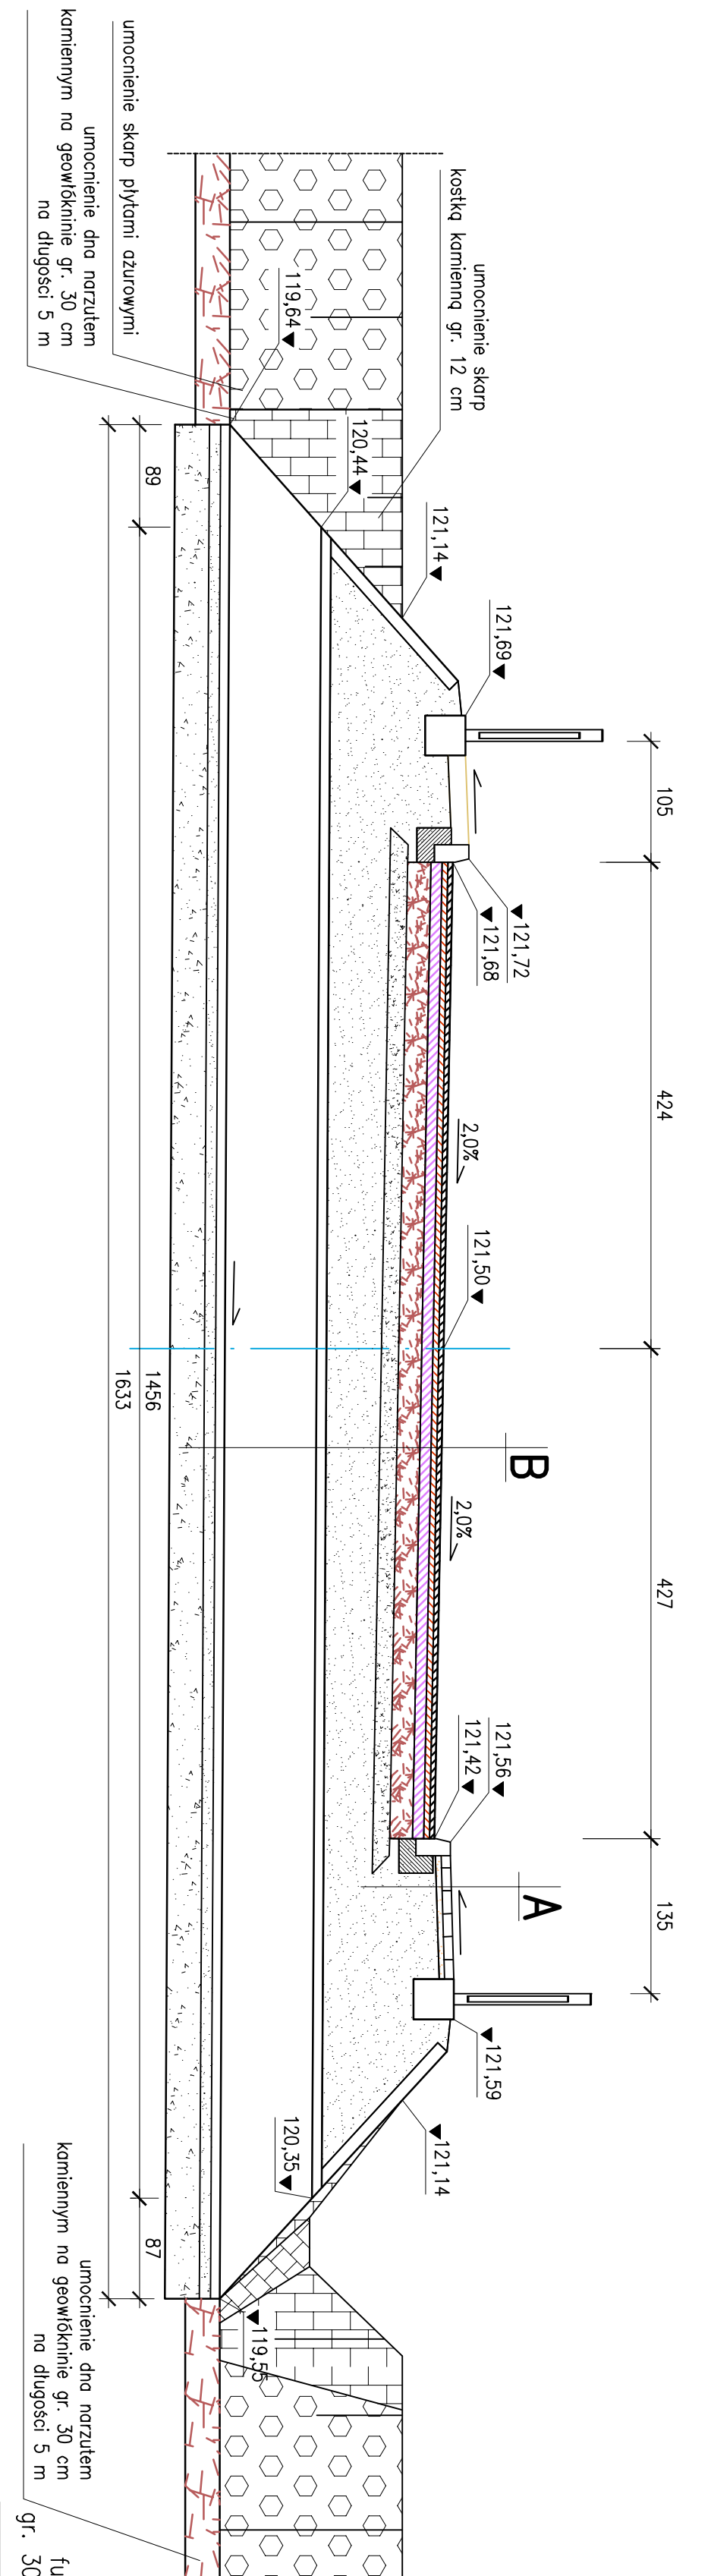 umocnienie skarp
kostką kamienną gr. 12 cm
umocnienie skarp płytami ażurowymi
umocnienie dna narzutem
kamiennym na geowłókninie gr. 30 cm
na długości 5 m
105
424
427
135
119,64
120,44
121,14
121,69
121,72
121,68
2,0%
121,50
B
2,0%
121,56
121,42
A
121,59
121,14
120,35
119,55
89
1456
87
1633
umocnienie dna narzutem
kamiennym na geowłókninie gr. 30 cm
na długości 5 m
fu
gr. 30